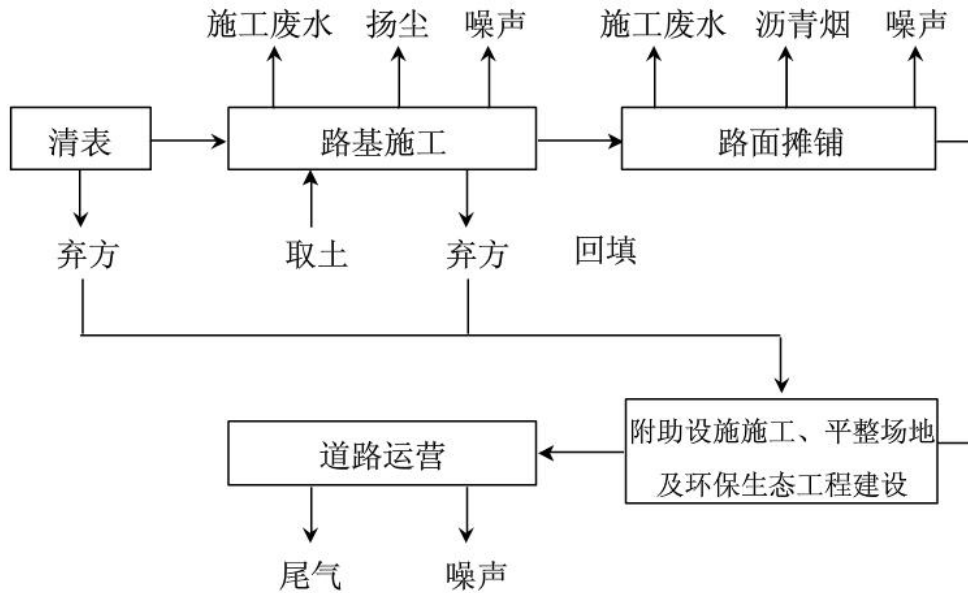 施工废水 扬尘 噪声 施工废水 沥青烟 噪声
清表 路基施工 路面摊铺
弃方 取土 弃方 回填
道路运营
附助设施施工、平整场地
及环保生态工程建设
尾气 噪声